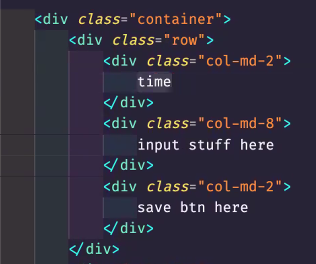 <div class="container">
<div class="row">
<div class="col-md-2">
time
</div>
<div class="col-md-8">
input stuff here
</div>
<div class="col-md-2">
save btn here
</div>
</div>